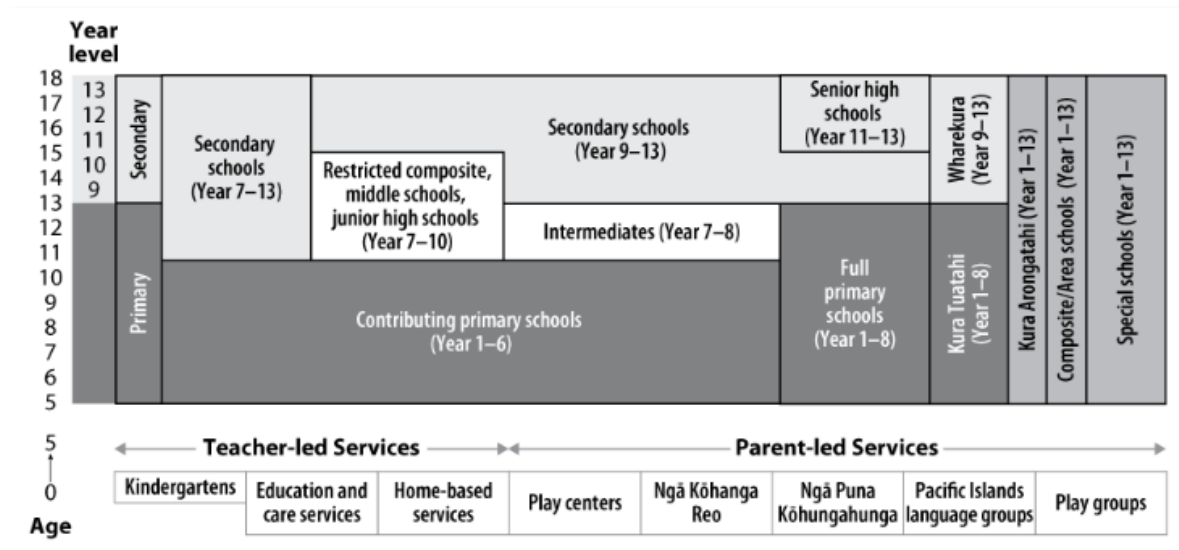 Year
level
18
17
16
15
14
13
12
11
10
9
8
7
6
5
13
12
11
10
9
Secondary
Primary
Secondary
schools
(Year 7–13)
Restricted composite,
middle schools,
junior high schools
(Year 7–10)
Secondary schools
(Year 9–13)
Intermediates (Year 7–8)
Contributing primary schools
(Year 1–6)
Senior high
schools
(Year 11–13)
Full
primary
schools
(Year 1–8)
Wharekura
(Year 9–13)
Kura Tuatahi
(Year 1–8)
Kura Arongatahi (Year 1–13)
Composite/Area schools (Year 1–13)
Special schools (Year 1–13)
5
0
Age
Teacher-led Services
Parent-led Services
Kindergartens
Education and
care services
Home-based
services
Play centers
Ngā Kōhanga
Reo
Ngā Puna
Kōhungahunga
Pacific Islands
language groups
Play groups